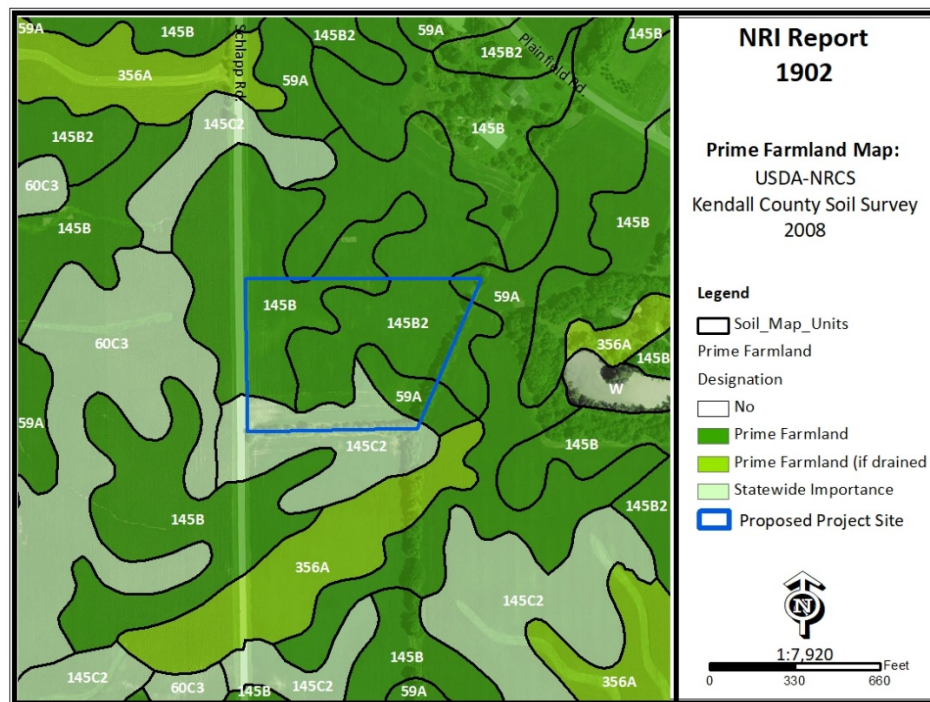 59A
145B
145B2
59A
145B
Schlapp Rd.
145B2
Plainfield Rd.
356A
59A
145C2
145B
145B2
60C3
145B
145B
145B
59A
145B2
60C3
356A
145B
W
59A
59A
145C2
145B
145B
145B2
356A
145C2
145B
145C2
60C3
145B
145C2
59A
356A
NRI Report
1902
Prime Farmland Map:
USDA-NRCS
Kendall County Soil Survey
2008
Legend
Soil_Map_Units
Prime Farmland
Designation
No
Prime Farmland
Prime Farmland (if drained
Statewide Importance
Proposed Project Site
N
1:7,920
Feet
0 330 660